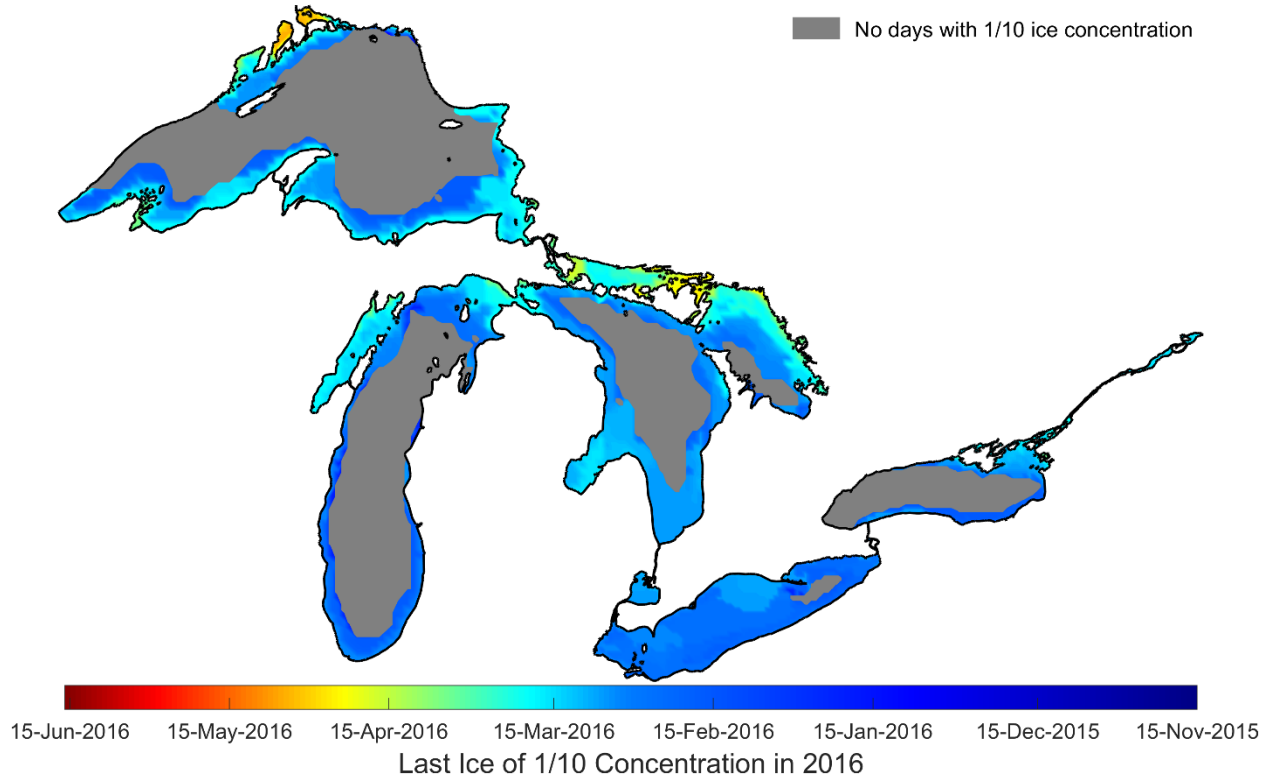 No days with 1/10 ice concentration
15-Jun-2016 15-May-2016 15-Apr-2016 15-Mar-2016 15-Feb-2016 15-Jan-2016 15-Dec-2015 15-Nov-2015
Last Ice of 1/10 Concentration in 2016